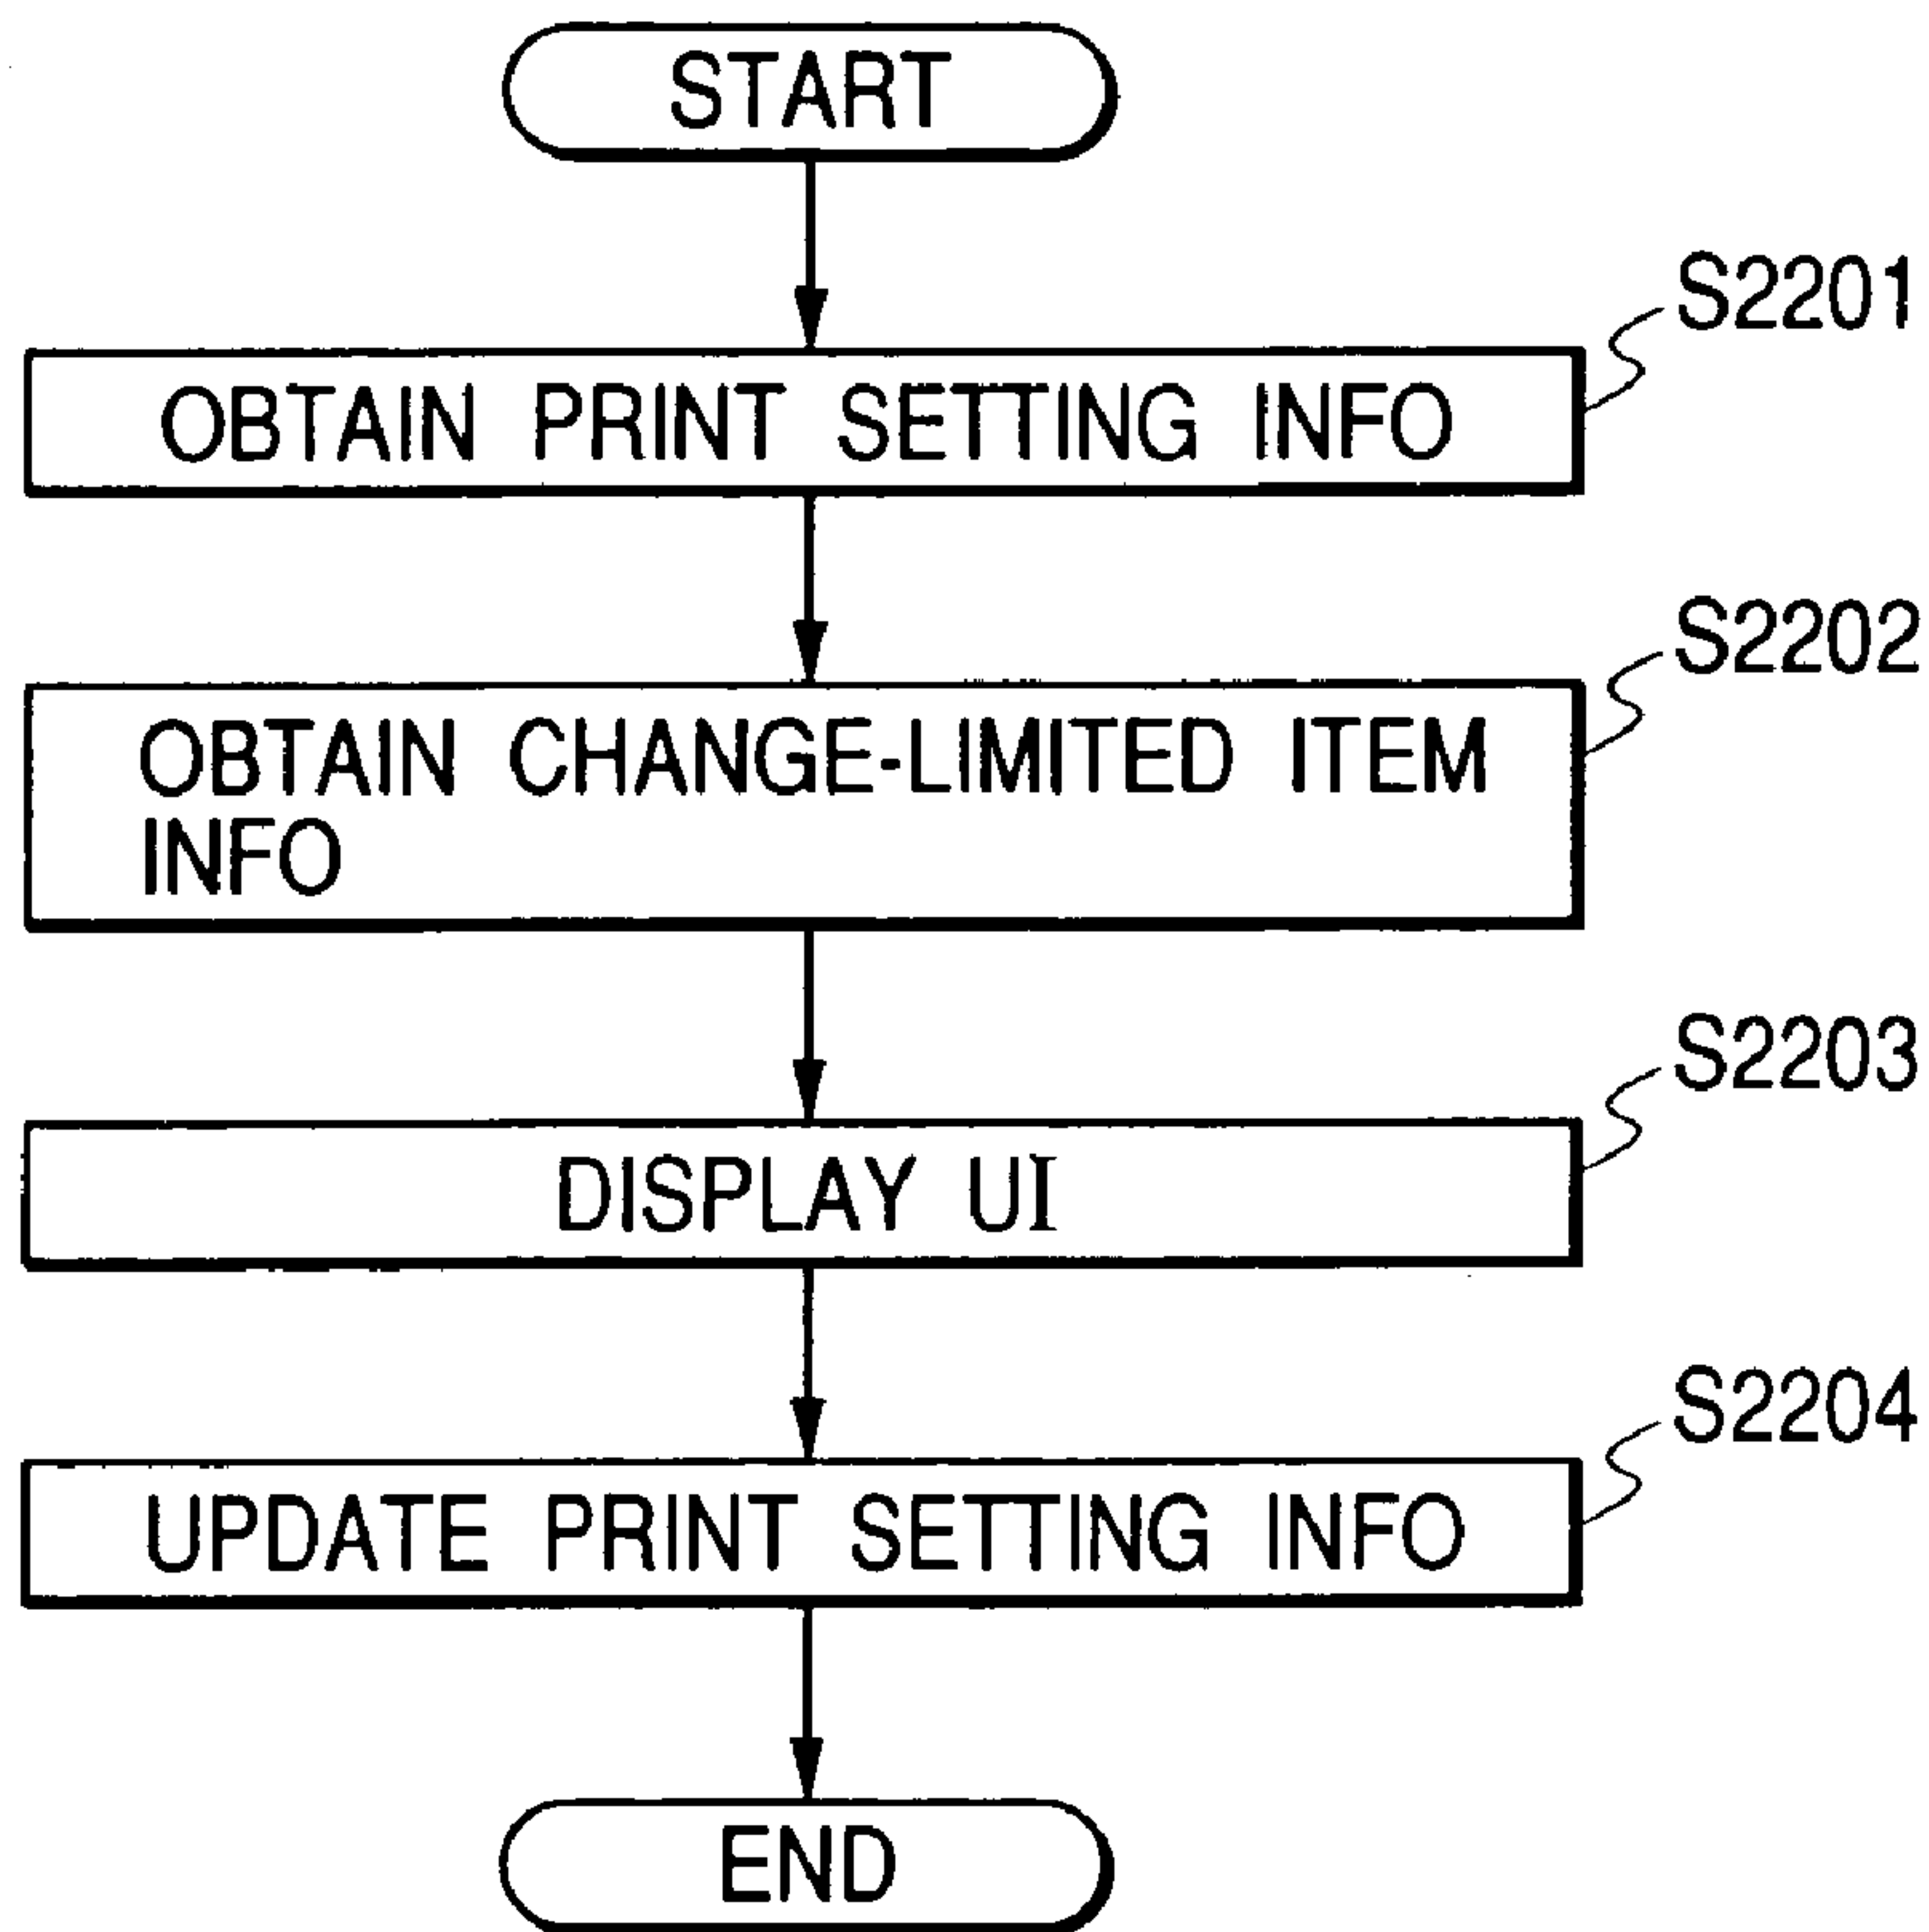 START
S2201
OBTAIN PRINT SETTING INFO
S2202
OBTAIN CHANGE-LIMITED ITEM
INFO
S2203
DISPLAY UI
S2204
UPDATE PRINT SETTING INFO
END